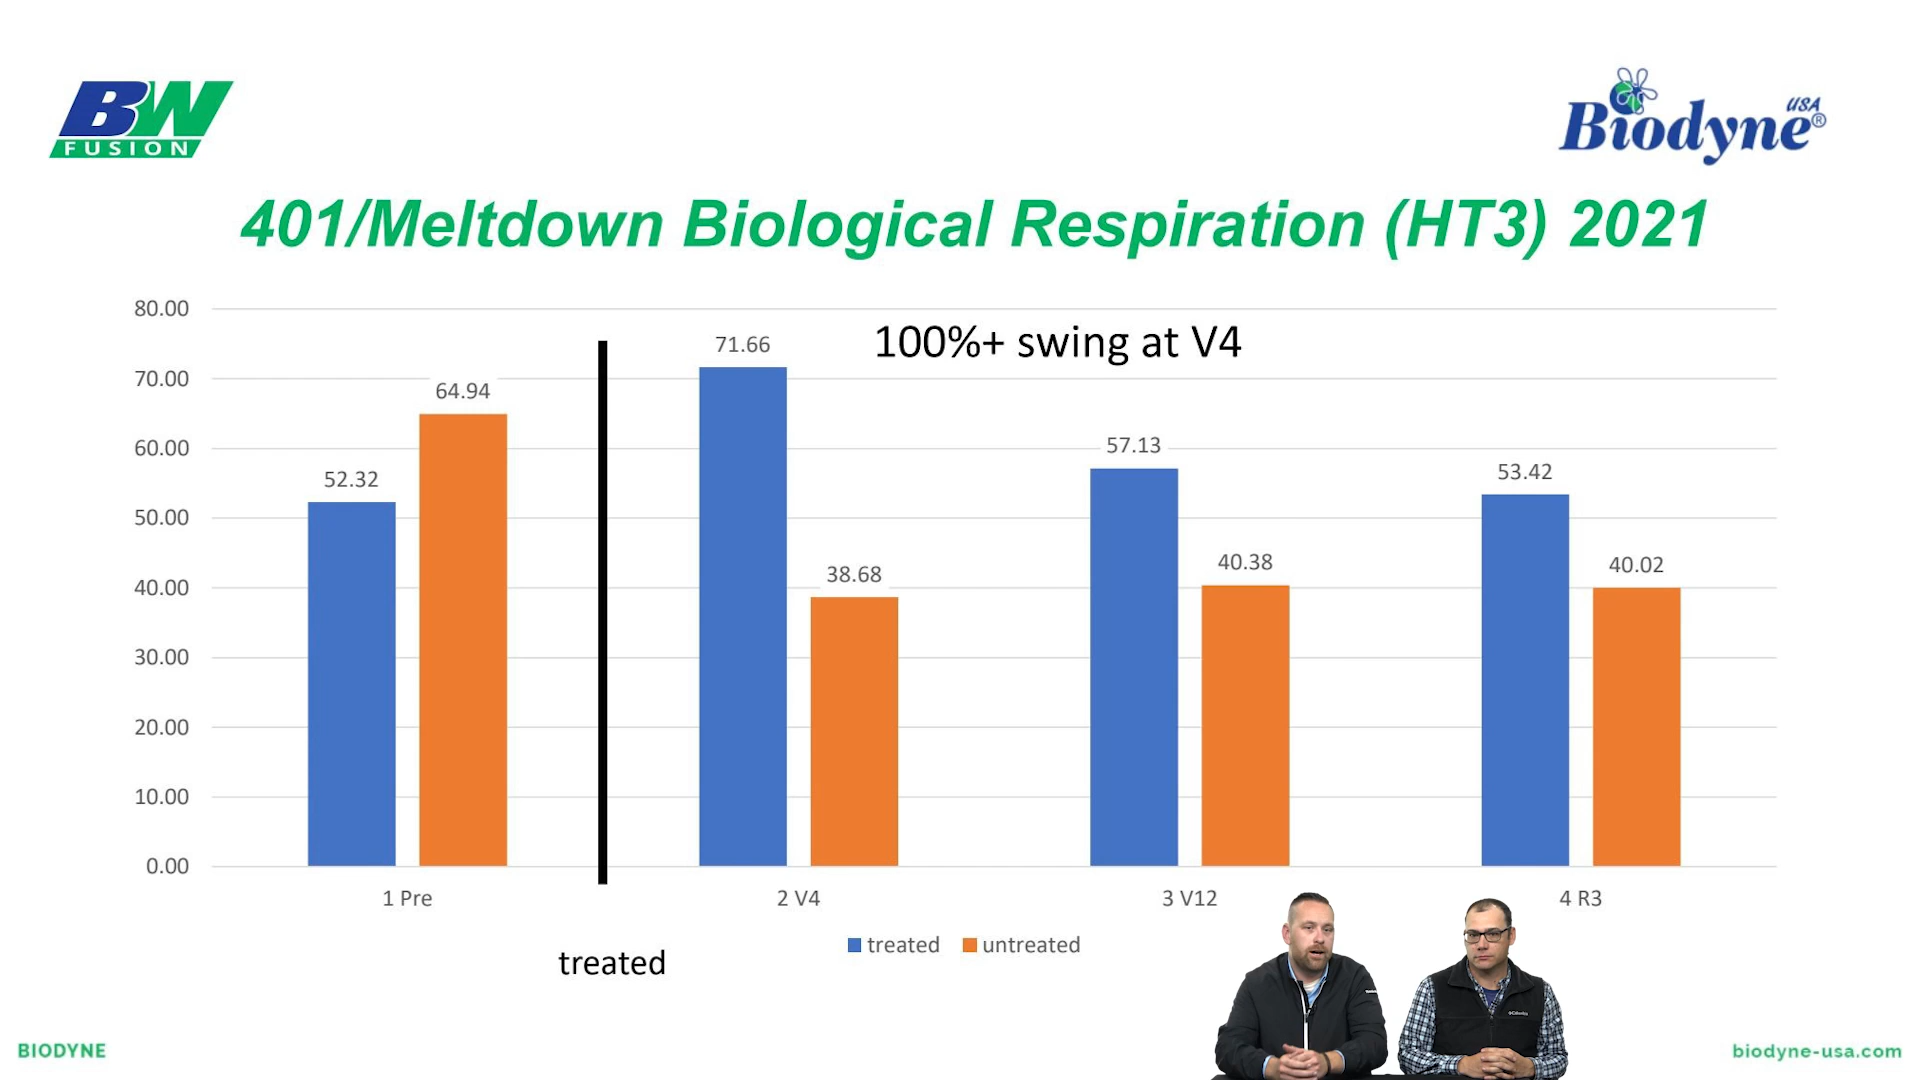 BW
FUSION
Biodyne USA®
401/Meltdown Biological Respiration (HT3) 2021
100%+ swing at V4
80.00
70.00
60.00
50.00
40.00
30.00
20.00
10.00
0.00
52.32
64.94
71.66
38.68
57.13
40.38
53.42
40.02
1 Pre
2 V4
3 V12
4 R3
treated
treated untreated
Columbia
BIODYNE
biodyne-usa.com